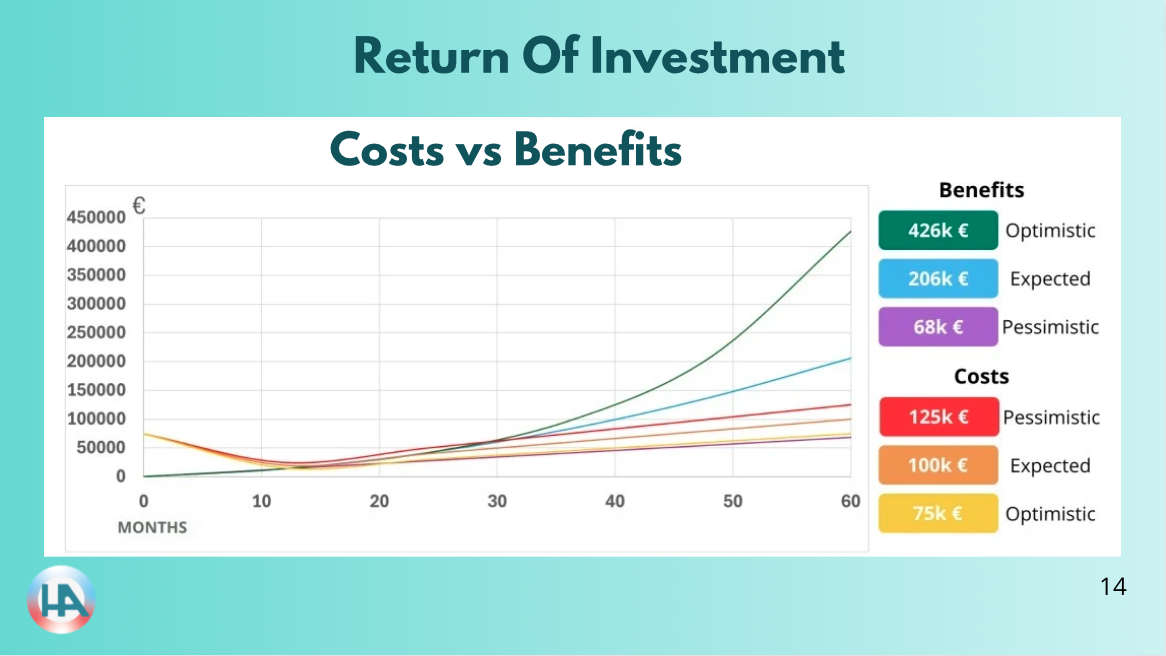 Return Of Investment
Costs vs Benefits
€
450000
400000
350000
300000
250000
200000
150000
100000
50000
0
0 10 20 30 40 50 60
MONTHS
Benefits
426k € Optimistic
206k € Expected
68k € Pessimistic
Costs
125k € Pessimistic
100k € Expected
75k € Optimistic
HA
14